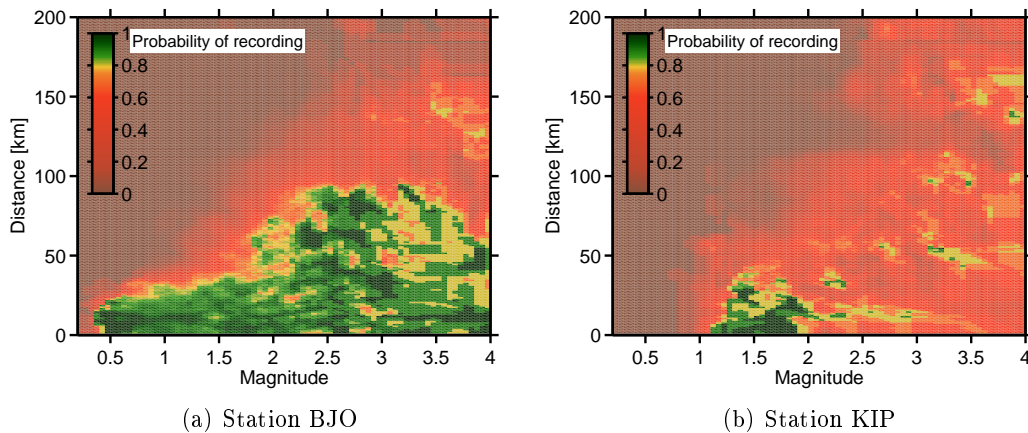 200
150
100
50
0
Distance [km]
1
0.8
0.6
0.4
0.2
0
Probability of recording
0.5 1 1.5 2 2.5 3 3.5 4
Magnitude
(a) Station BJO
200
150
100
50
0
Distance [km]
1
0.8
0.6
0.4
0.2
0
Probability of recording
0.5 1 1.5 2 2.5 3 3.5 4
Magnitude
(b) Station KIP